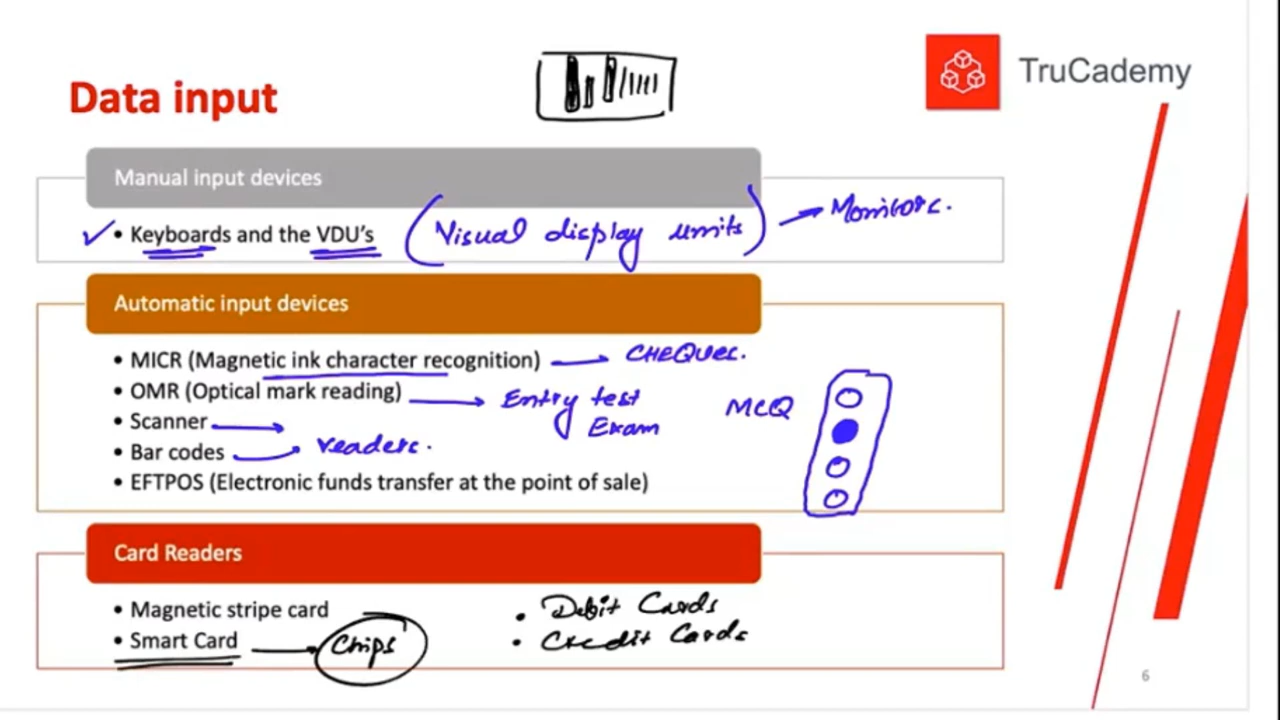 TruCademy
Data input
Manual input devices
• Keyboards and the VDU's (Visual display units) → Monitors.
Automatic input devices
• MICR (Magnetic ink character recognition) → CHEQUES.
• OMR (Optical mark reading) → Entry test Exam MCQ
• Scanner
• Bar codes readers.
• EFTPOS (Electronic funds transfer at the point of sale)
Card Readers
• Magnetic stripe card • Debit Cards
• Smart Card → Chips • Credit Cards
6